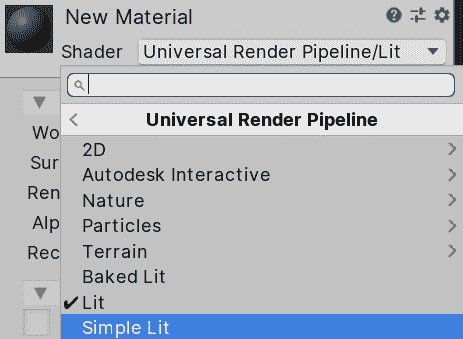 New Material
Shader Universal Render Pipeline/Lit
Universal Render Pipeline
2D
Wo
Autodesk Interactive
Sur
Nature
Ren
Particles
Alp
Terrain
Rec
Baked Lit
✔ Lit
Simple Lit